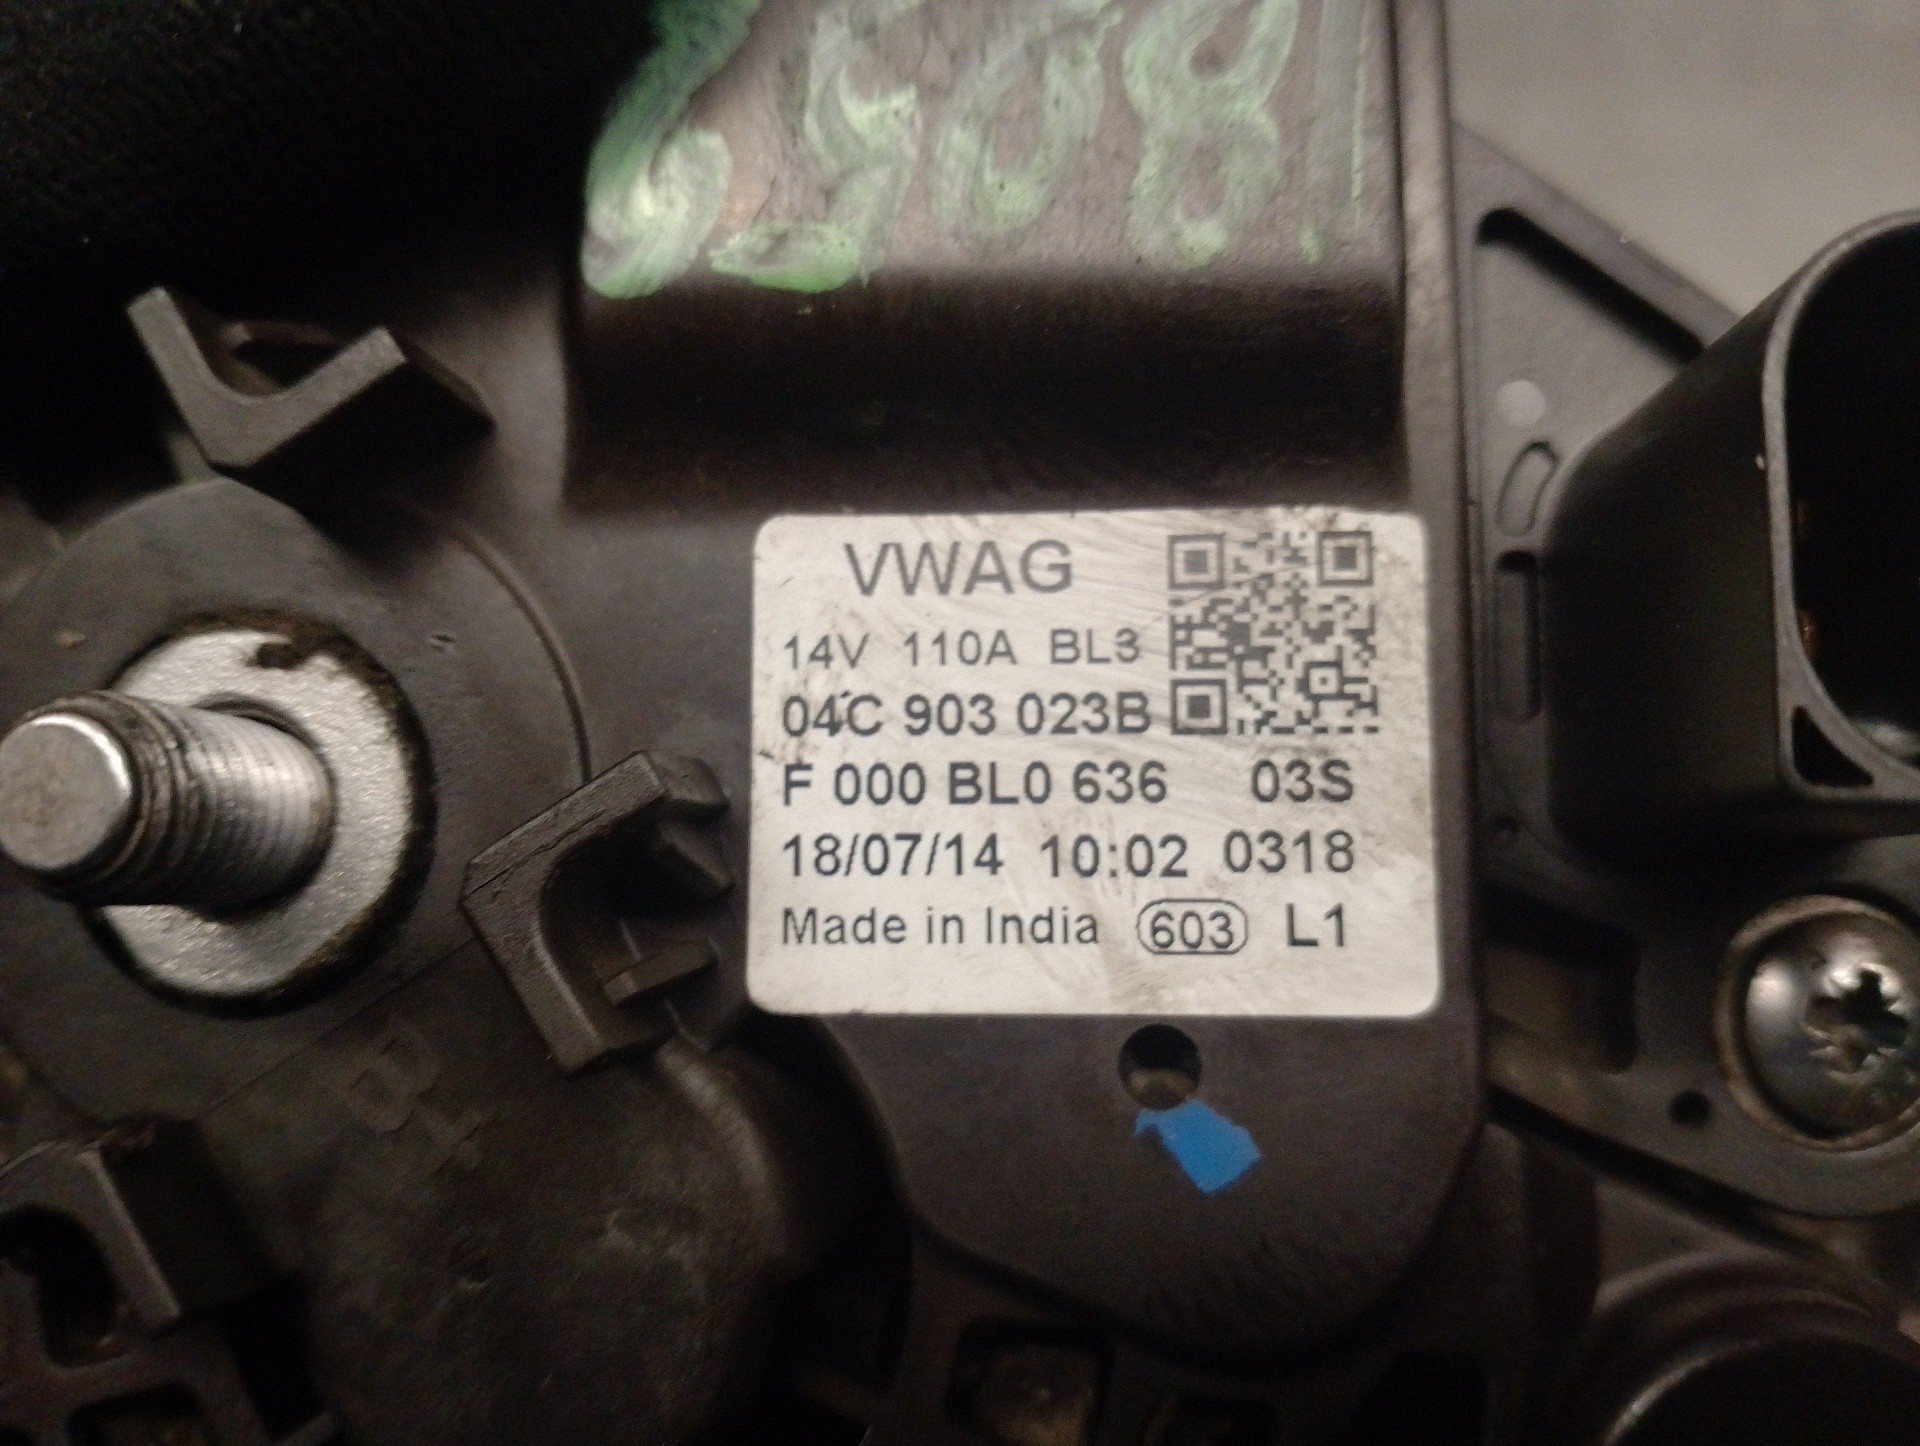 VWAG
14V 110A BL3
04C 903 023B
F 000 BL0 636 03S
18/07/14 10:02 0318
Made in India 603 L1